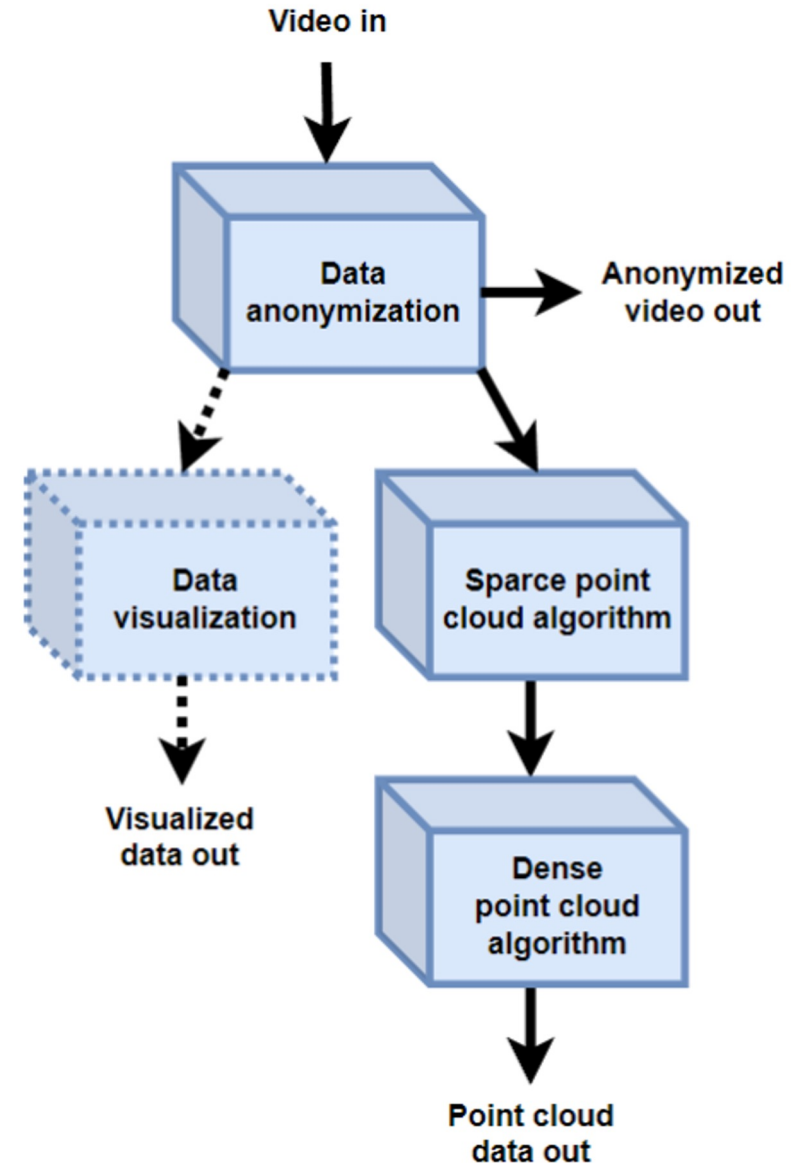 Video in
Data
anonymization
Anonymized
video out
Data
visualization
Sparce point
cloud algorithm
Visualized
data out
Dense
point cloud
algorithm
Point cloud
data out